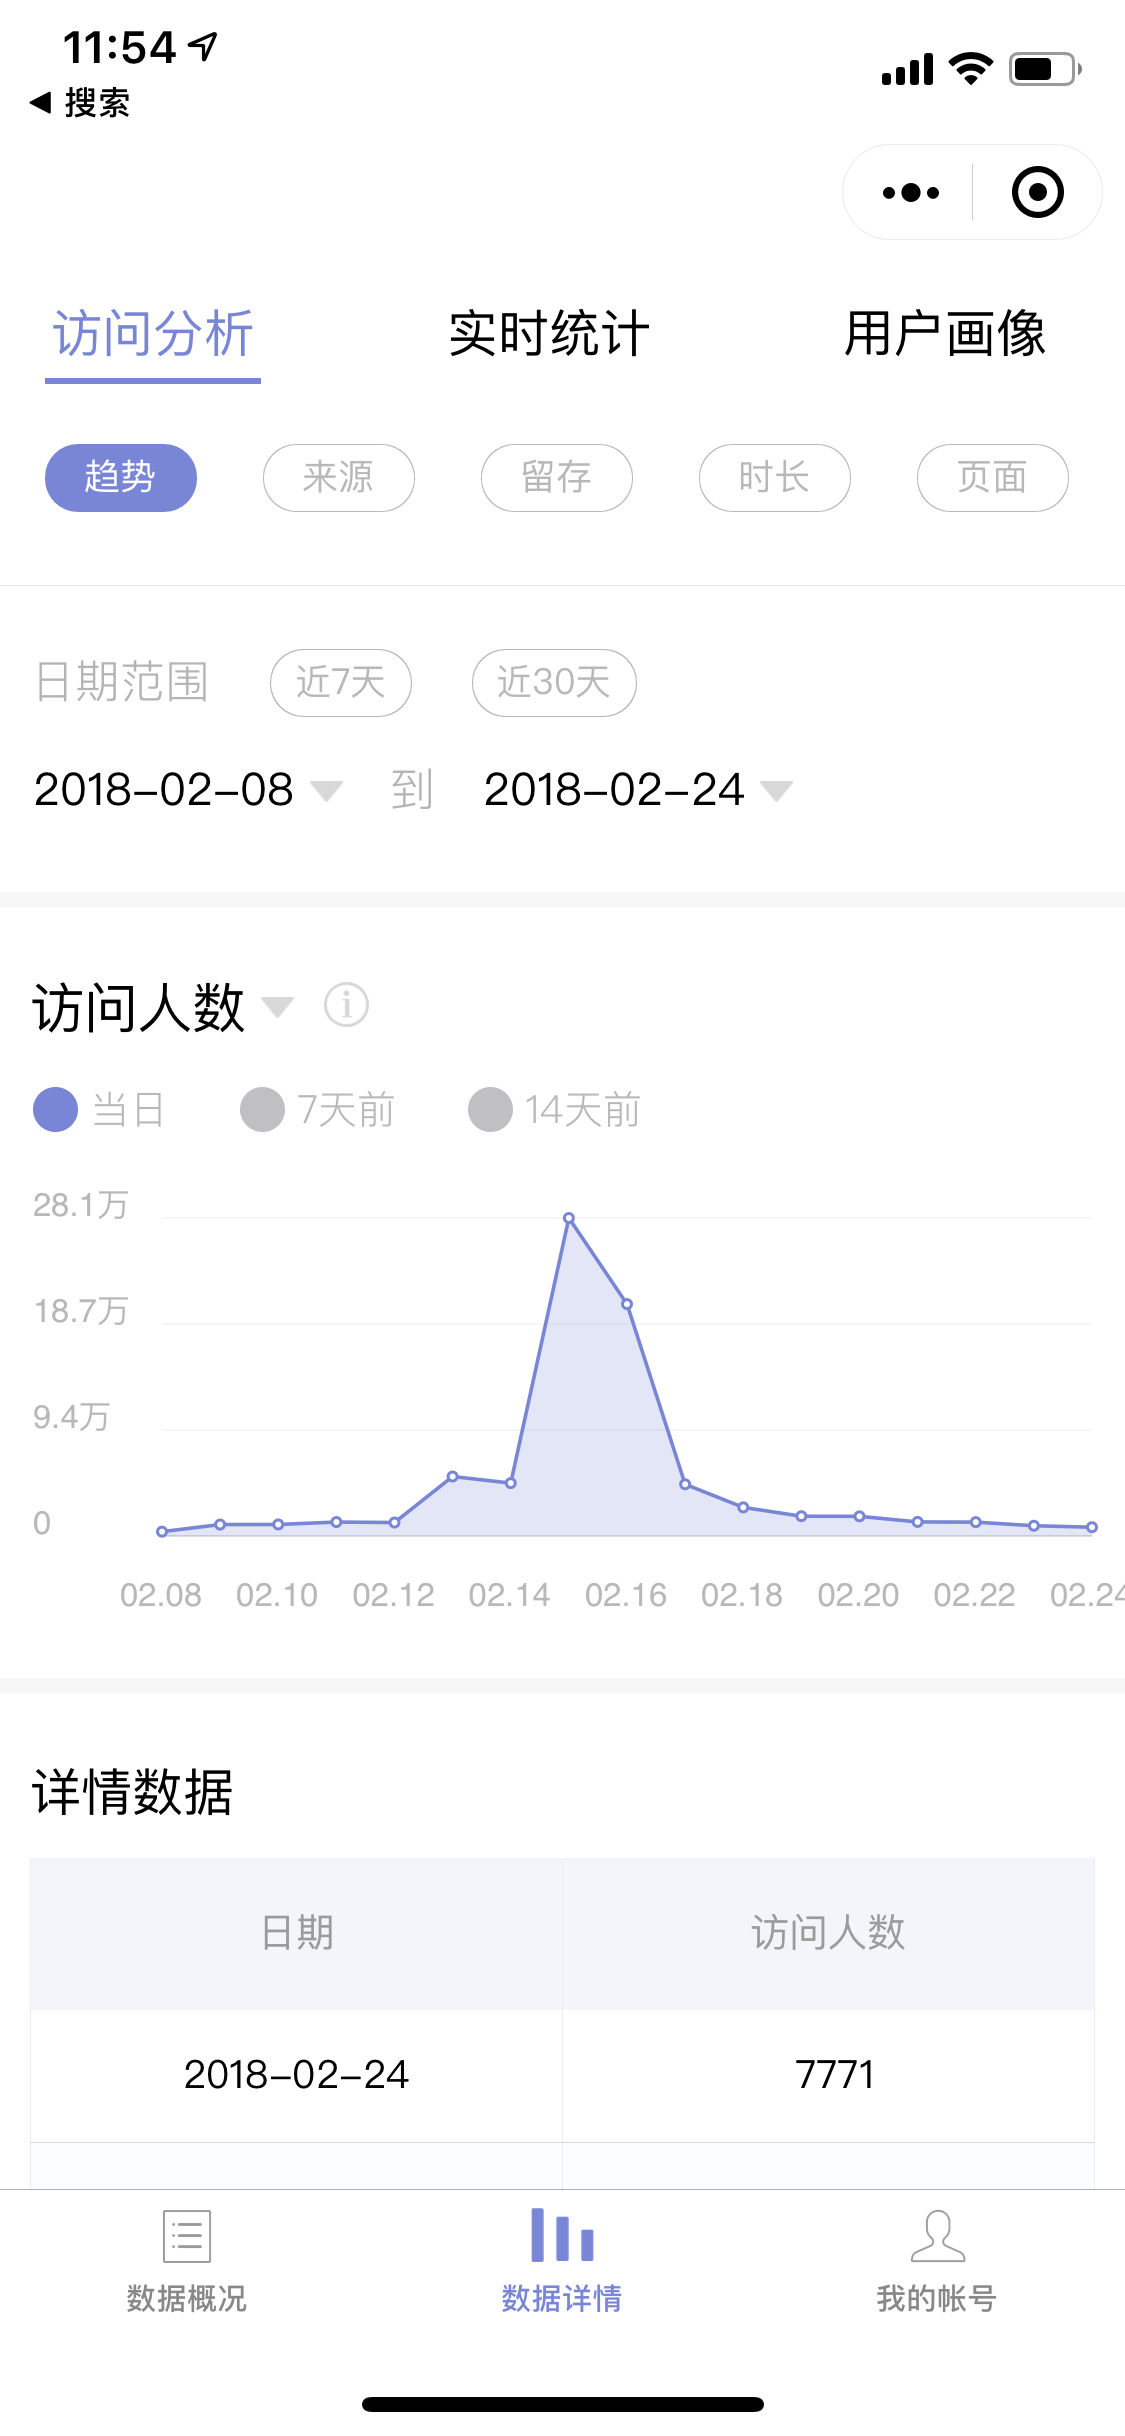 11:54
搜索
访问分析 实时统计 用户画像
趋势 来源 留存 时长 页面
日期范围 近7天 近30天
2018-02-08 到 2018-02-24
访问人数
当日 7天前 14天前
28.1万
18.7万
9.4万
0
02.08 02.10 02.12 02.14 02.16 02.18 02.20 02.22 02.24
详情数据
日期 访问人数
2018-02-24 7771
数据概况 数据详情 我的帐号